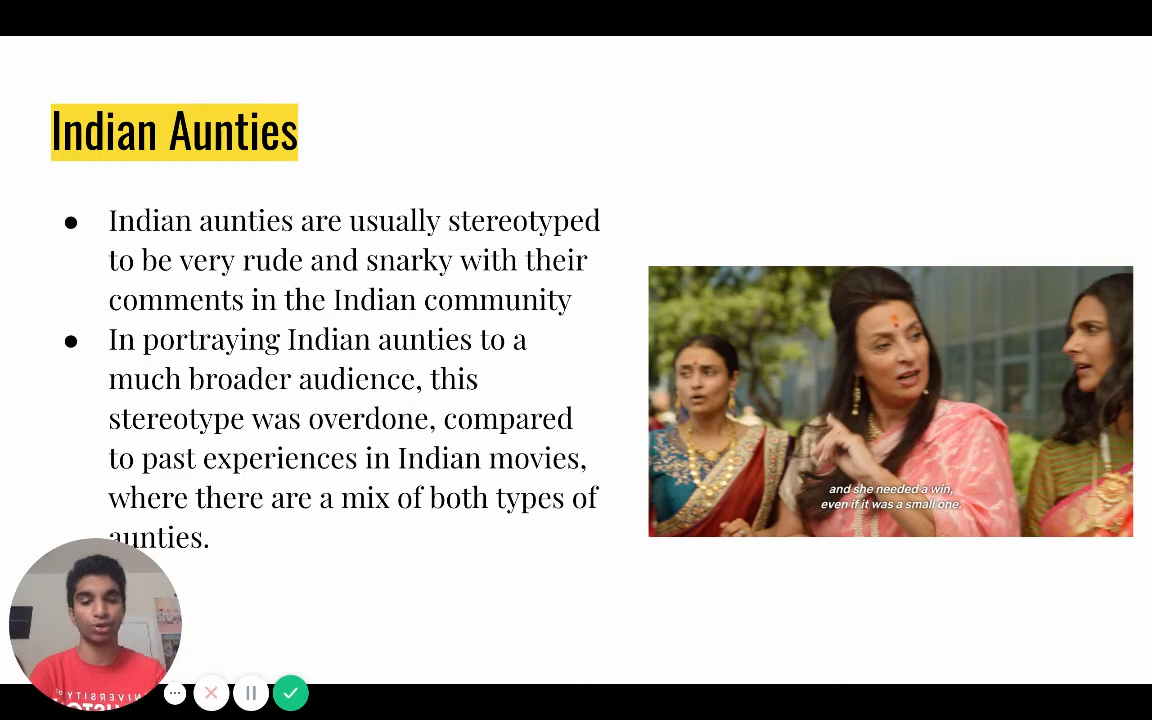 Indian Aunties
● Indian aunties are usually stereotyped
to be very rude and snarky with their
comments in the Indian community
● In portraying Indian aunties to a
much broader audience, this
stereotype was overdone, compared
to past experiences in Indian movies,
where there are a mix of both types of
aunties.
and she needed a win,
even if it was a small one.
UNIVERSITY